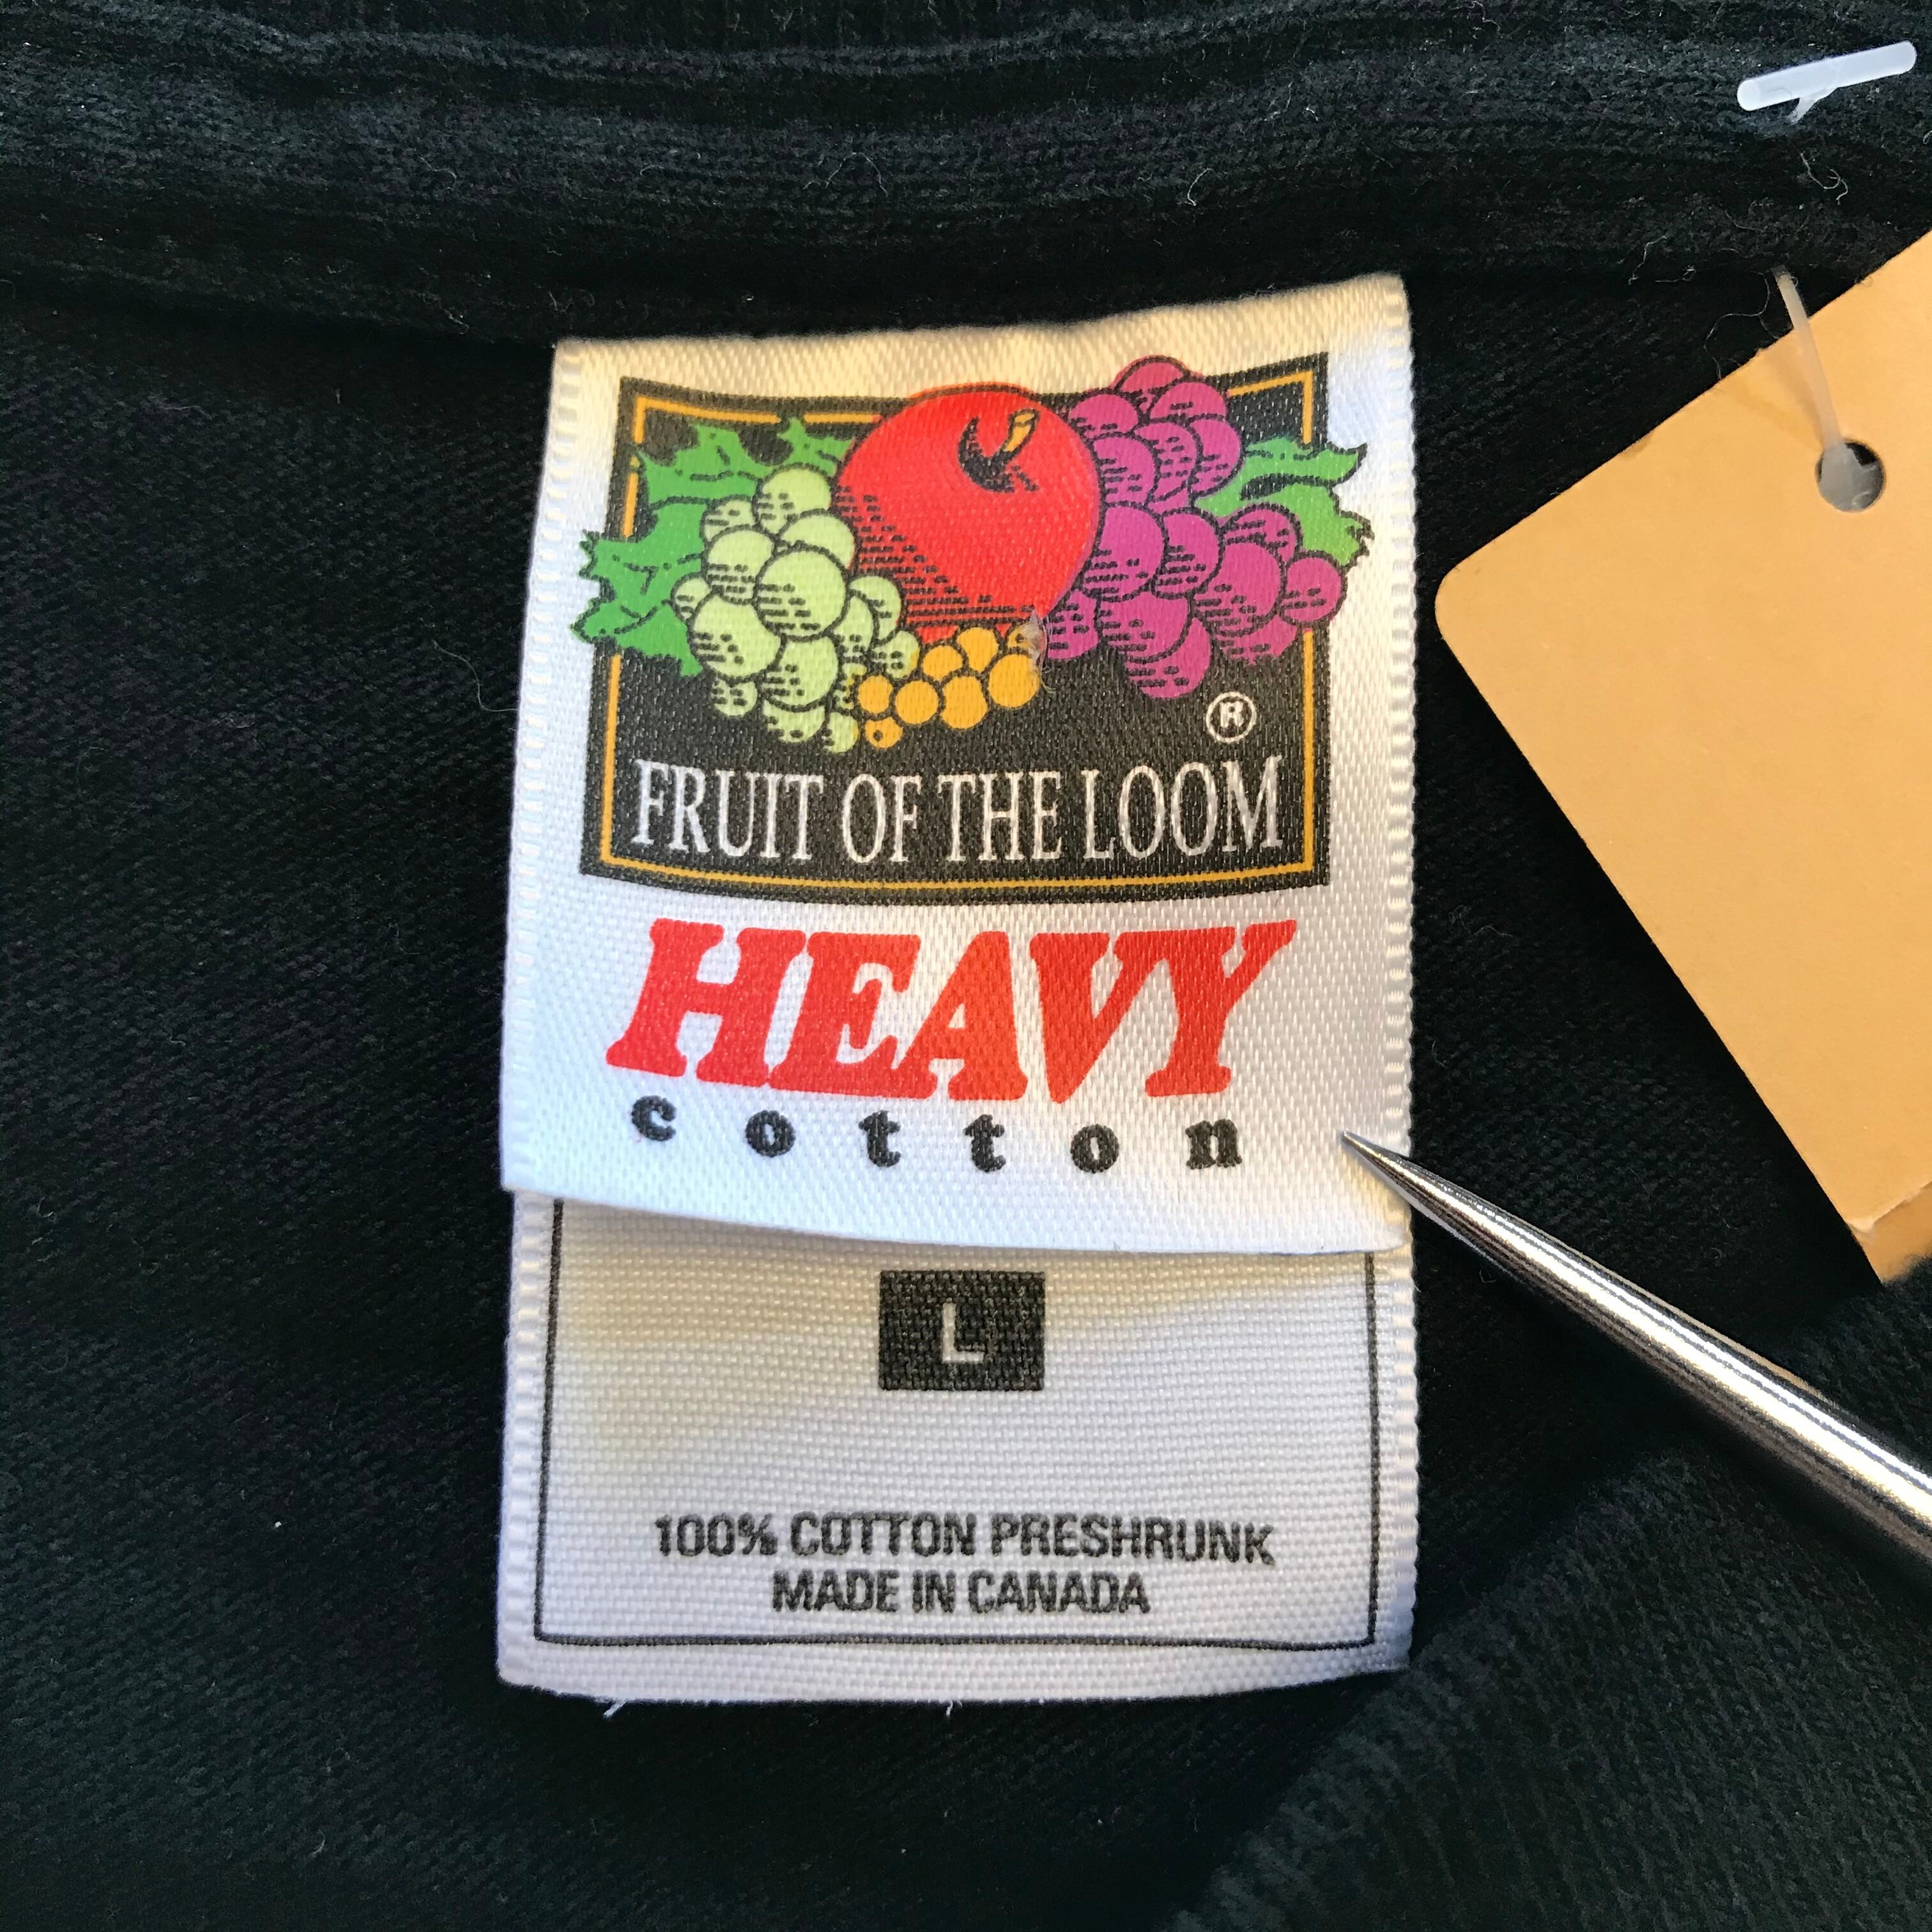 ®
FRUIT OF THE LOOM
HEAVY
cotton
L
100% COTTON PRESHRUNK
MADE IN CANADA